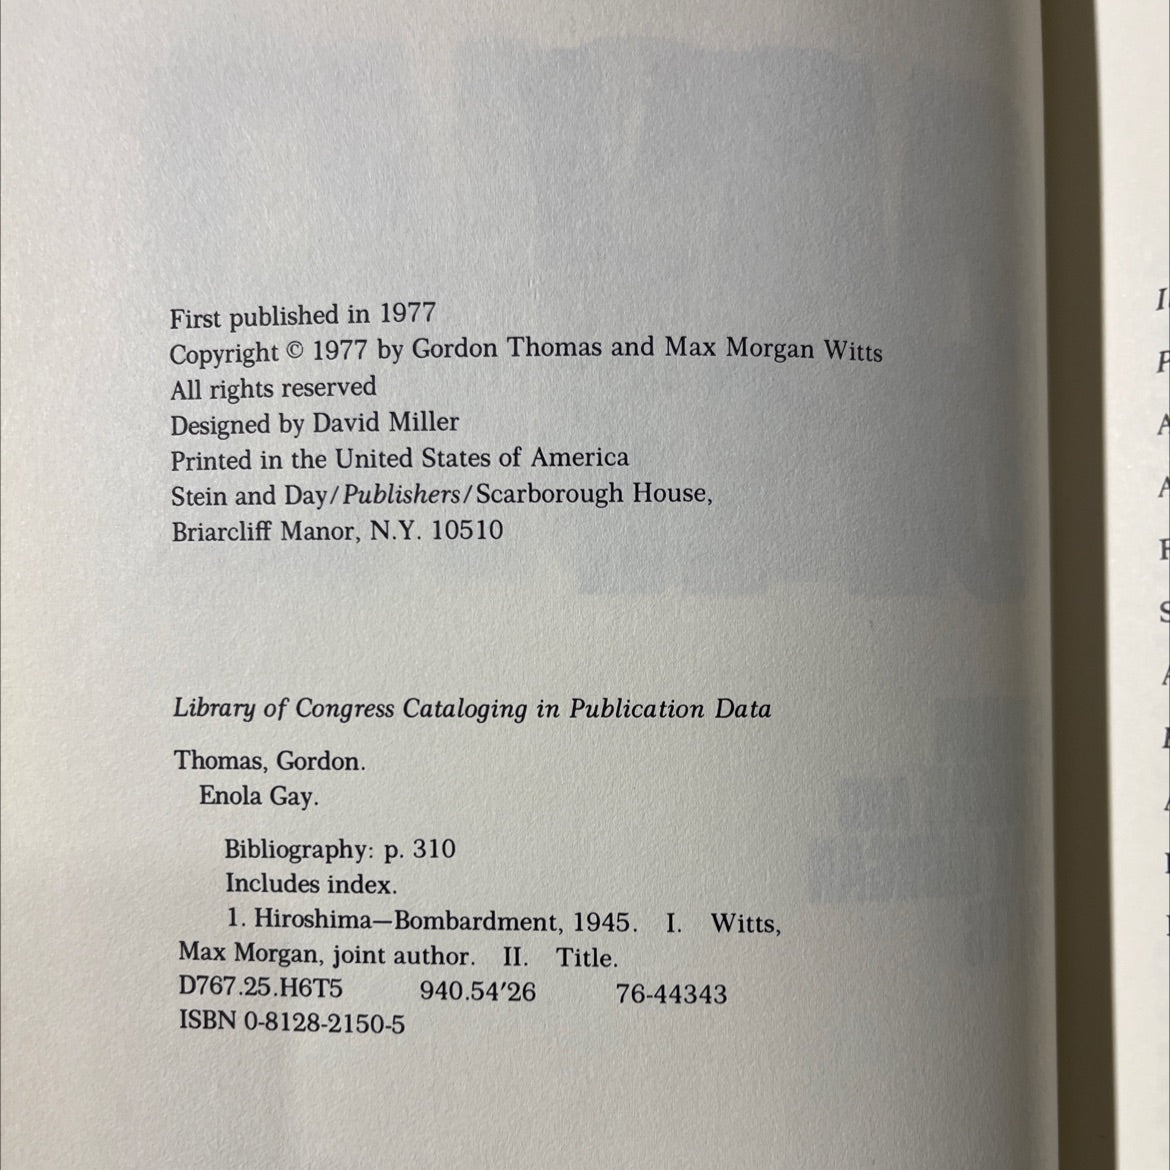 First published in 1977
Copyright © 1977 by Gordon Thomas and Max Morgan Witts
All rights reserved
Designed by David Miller
Printed in the United States of America
Stein and Day/Publishers/Scarborough House,
Briarcliff Manor, N.Y. 10510
Library of Congress Cataloging in Publication Data
Thomas, Gordon.
Enola Gay.
Bibliography: p. 310
Includes index.
1. Hiroshima—Bombardment, 1945. I. Witts,
Max Morgan, joint author. II. Title.
D767.25.H6T5 940.54′26 76-44343
ISBN 0-8128-2150-5